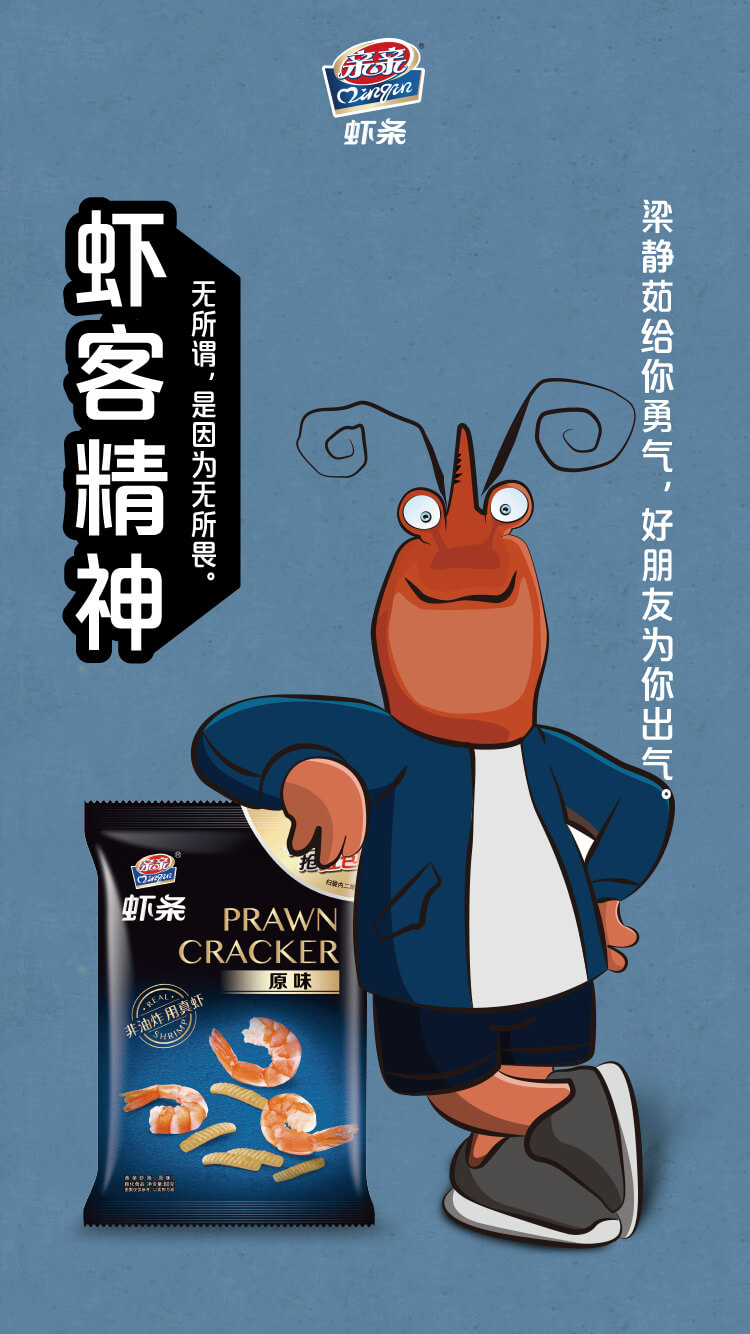 亲亲
Qinqin
虾条
虾客精神
无所谓，是因为无所畏。
梁静茹给你勇气，好朋友为你出气。
亲亲
Qinqin
虾条
PRAWN
CRACKER
原味
REAL
非油炸 用真虾
SHRIMP